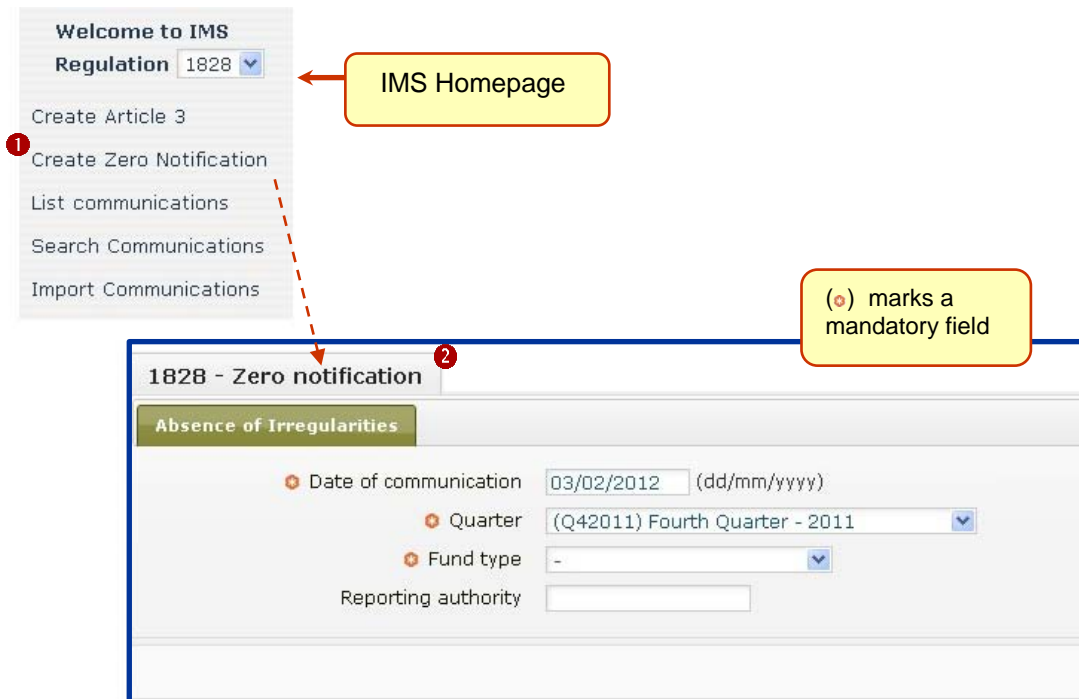 Welcome to IMS
Regulation 1828
IMS Homepage
Create Article 3
1
Create Zero Notification
List communications
Search Communications
Import Communications
( ) marks a
mandatory field
2
1828 - Zero notification
Absence of Irregularities
Date of communication 03/02/2012 (dd/mm/yyyy)
Quarter (Q42011) Fourth Quarter - 2011
Fund type -
Reporting authority